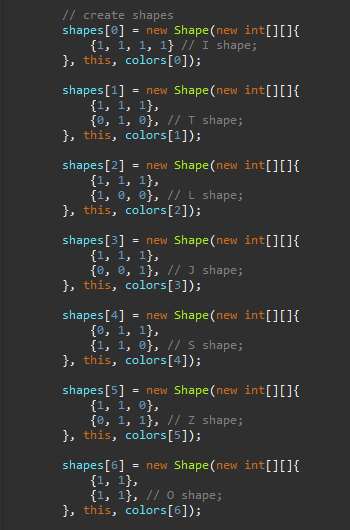 // create shapes
shapes[0] = new Shape(new int[][]{
{1, 1, 1, 1} // I shape;
}, this, colors[0]);
shapes[1] = new Shape(new int[][]{
{1, 1, 1},
{0, 1, 0}, // T shape;
}, this, colors[1]);
shapes[2] = new Shape(new int[][]{
{1, 1, 1},
{1, 0, 0}, // L shape;
}, this, colors[2]);
shapes[3] = new Shape(new int[][]{
{1, 1, 1},
{0, 0, 1}, // J shape;
}, this, colors[3]);
shapes[4] = new Shape(new int[][]{
{0, 1, 1},
{1, 1, 0}, // S shape;
}, this, colors[4]);
shapes[5] = new Shape(new int[][]{
{1, 1, 0},
{0, 1, 1}, // Z shape;
}, this, colors[5]);
shapes[6] = new Shape(new int[][]{
{1, 1},
{1, 1}, // O shape;
}, this, colors[6]);